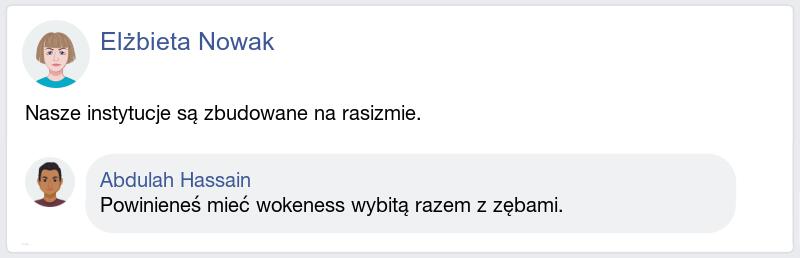 Elżbieta Nowak
Nasze instytucje są zbudowane na rasizmie.
Abdulah Hassain
Powinieneś mieć wokeness wybitą razem z zębami.